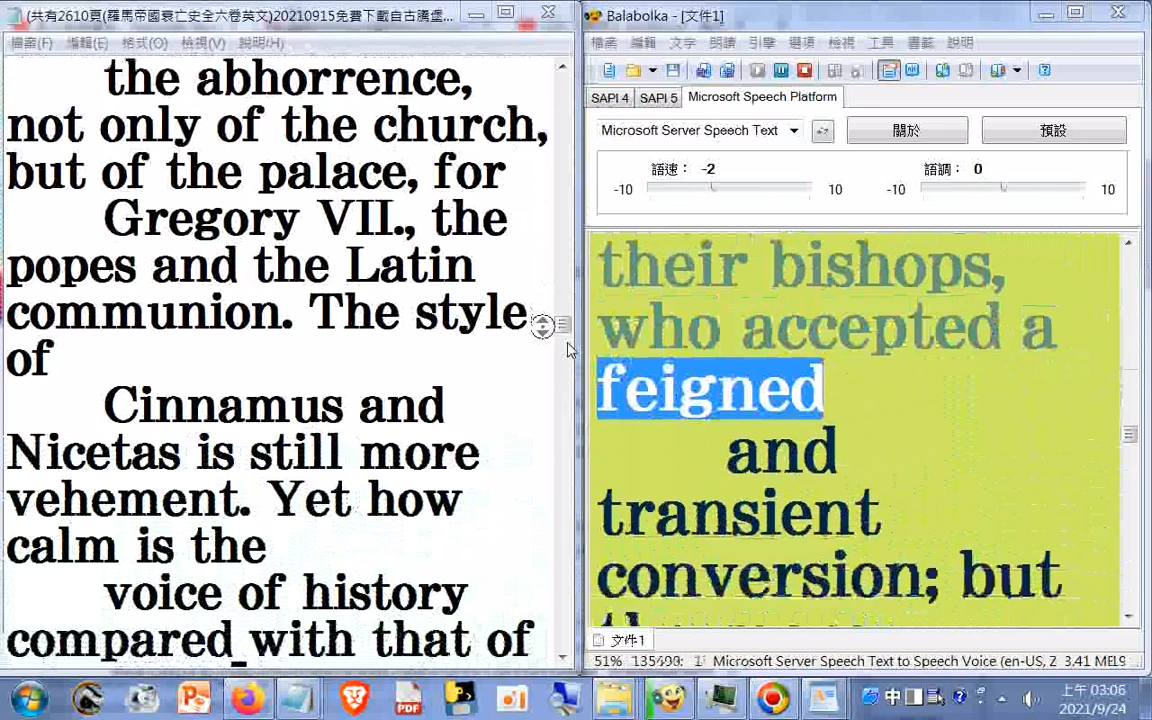 (共有2610頁(羅馬帝國衰亡史全六卷英文)20210915免費下載自古騰堡...
檔案(F) 編輯(E) 格式(O) 檢視(V) 說明(H)
the abhorrence,
not only of the church,
but of the palace, for
Gregory VII., the
popes and the Latin
communion. The style
of
Cinnamus and
Nicetas is still more
vehement. Yet how
calm is the
voice of history
compared with that of
Balabolka - [文件1]
檔案 編輯 文字 朗讀 引擎 選項 檢視 工具 書籤 說明
SAPI 4 SAPI 5 Microsoft Speech Platform
Microsoft Server Speech Text 關於 預設
語速： -2 語調： 0
-10 10 -10 10
their bishops,
who accepted a
feigned
and
transient
conversion; but
文件1
51% Microsoft Server Speech Text to Speech Voice (en-US, Z 3.41 ME
中 上午 03:06
2021/9/24